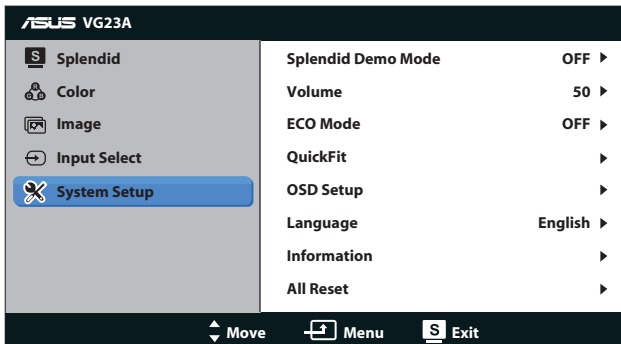 ASUS VG23A
S Splendid
Color
Image
Input Select
System Setup
Splendid Demo Mode OFF
Volume 50
ECO Mode OFF
QuickFit
OSD Setup
Language English
Information
All Reset
Move Menu S Exit